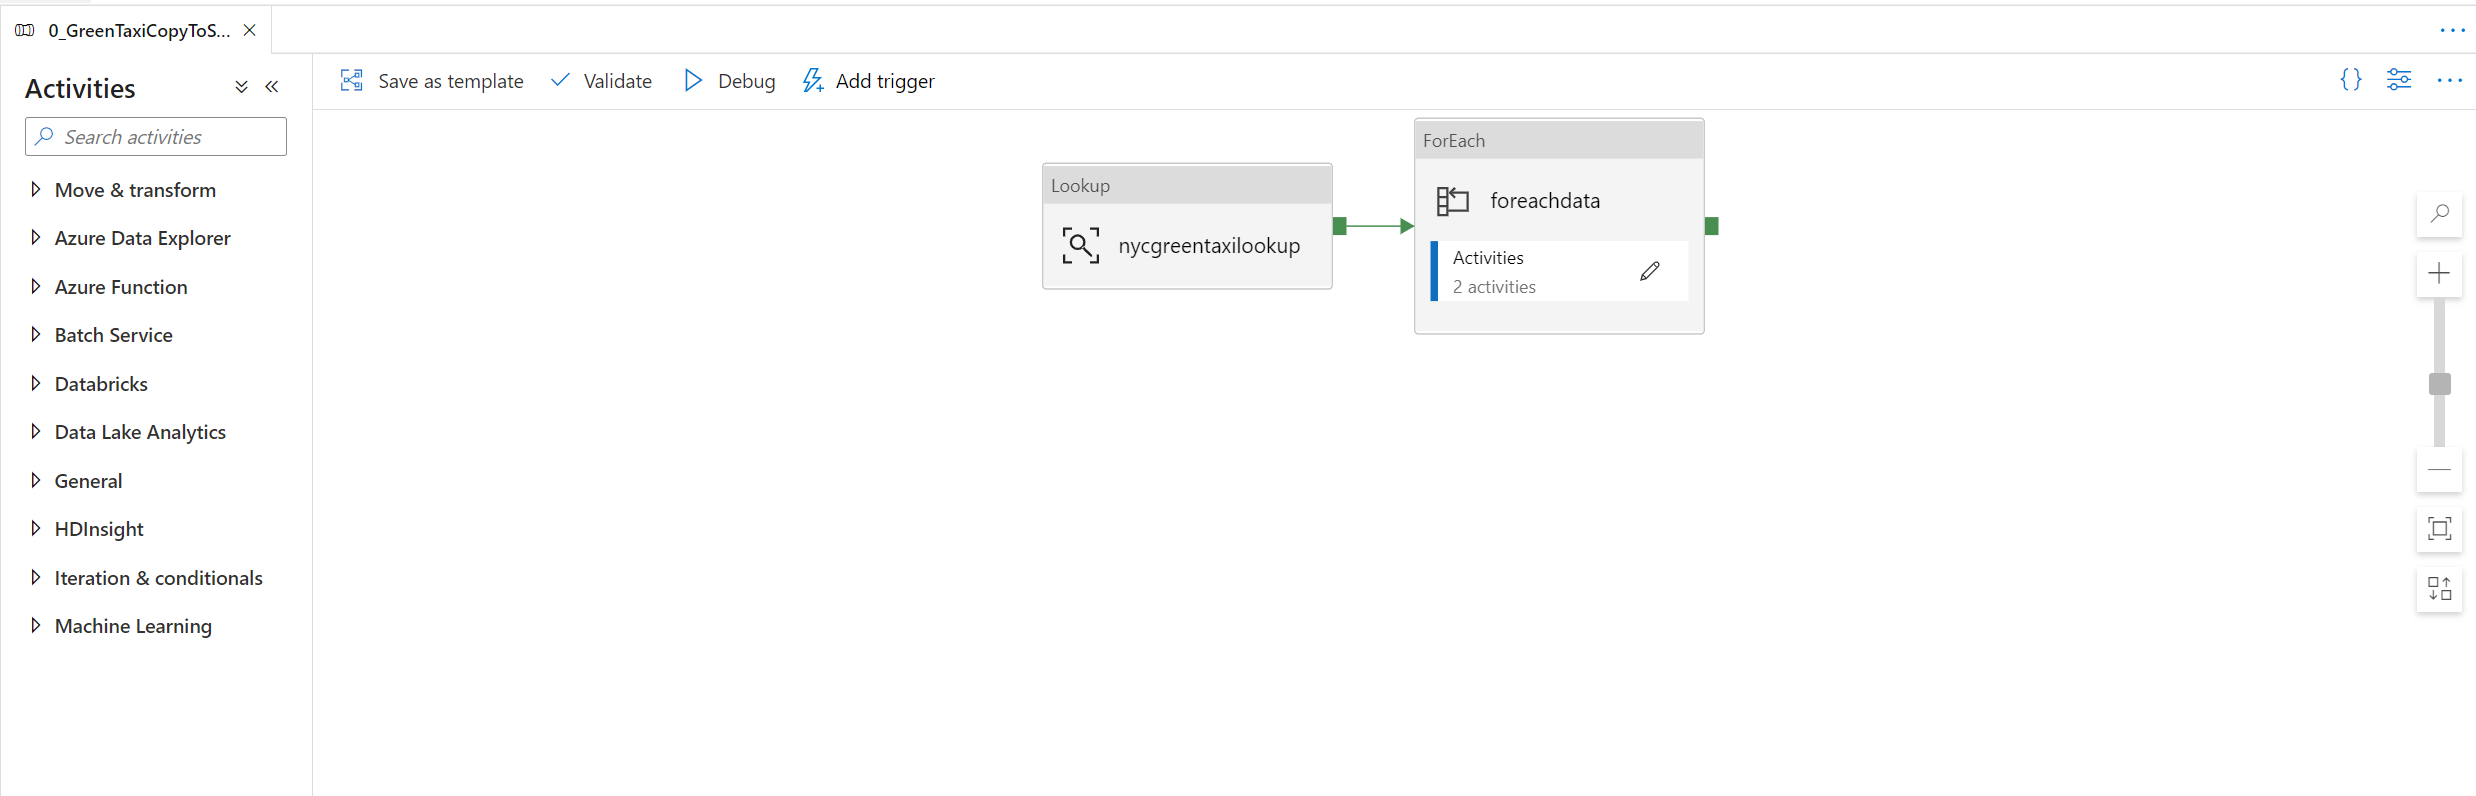 0_GreenTaxiCopyToS...
Activities
Search activities
Move & transform
Azure Data Explorer
Azure Function
Batch Service
Databricks
Data Lake Analytics
General
HDInsight
Iteration & conditionals
Machine Learning
Save as template
Validate
Debug
Add trigger
Lookup
nycgreentaxilookup
ForEach
foreachdata
Activities
2 activities